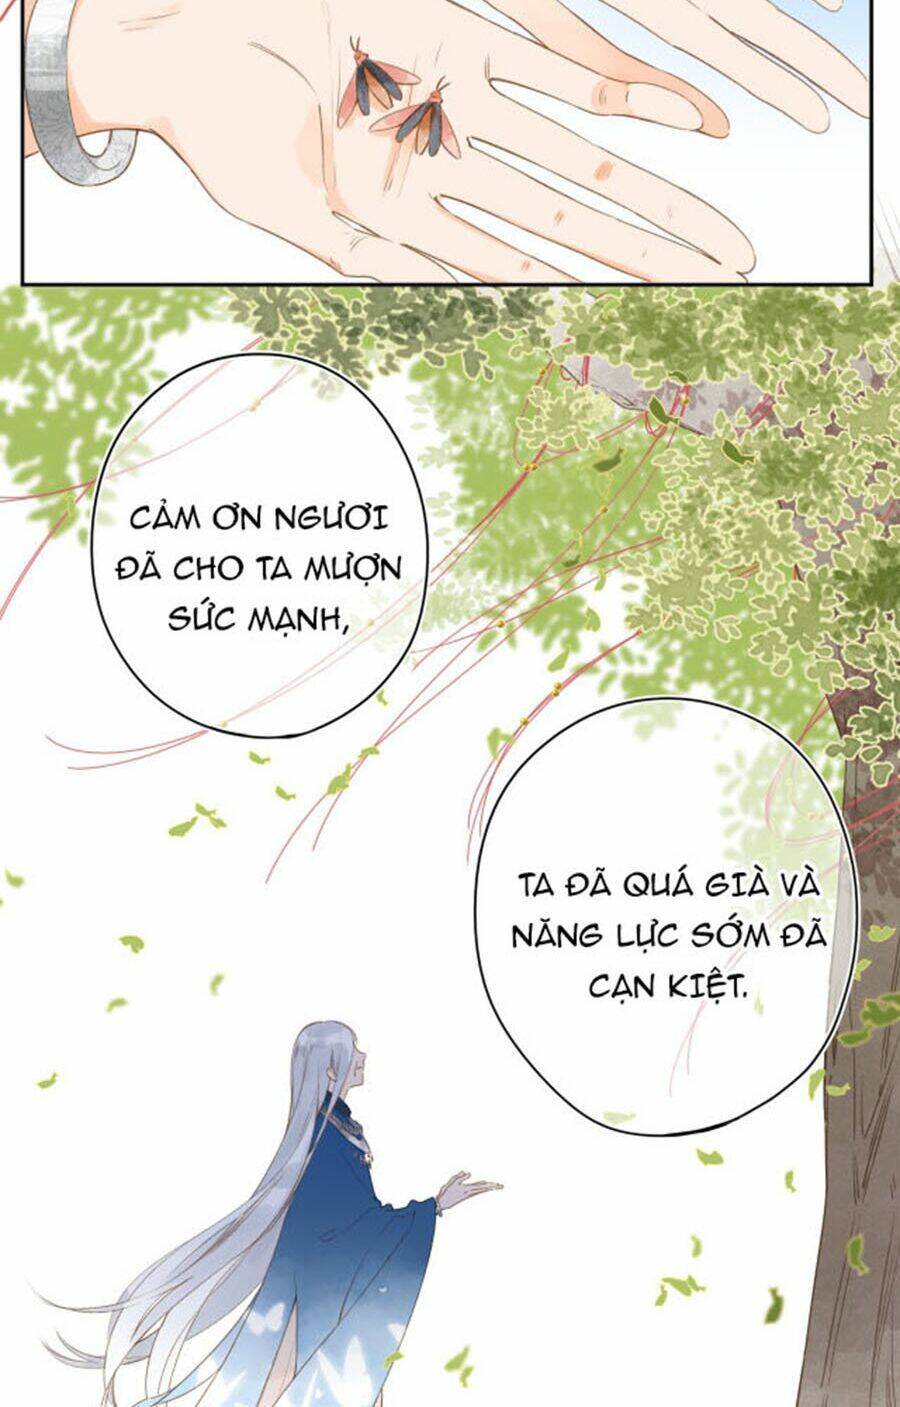 CẢM ƠN NGƯƠI
ĐÃ CHO TA MƯỢN
SỨC MẠNH,
TA ĐÃ QUÁ GIÀ VÀ
NĂNG LỰC SỚM ĐÃ
CẠN KIỆT.